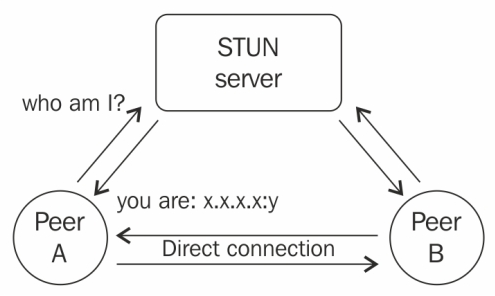 STUN
server
who am I?
you are: x.x.x.x:y
Peer
A
Direct connection
Peer
B